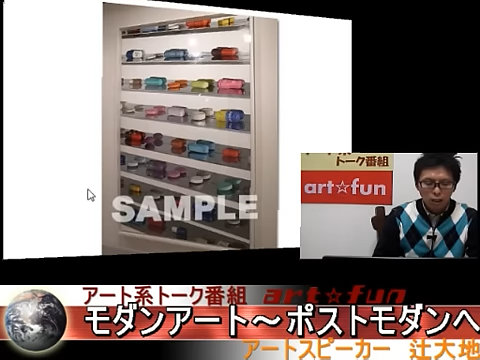 SAMPLE
トーク番組
art☆fun
アート系トーク番組 art☆fun
モダンアート～ポストモダンへ
アートスピーカー 辻大地